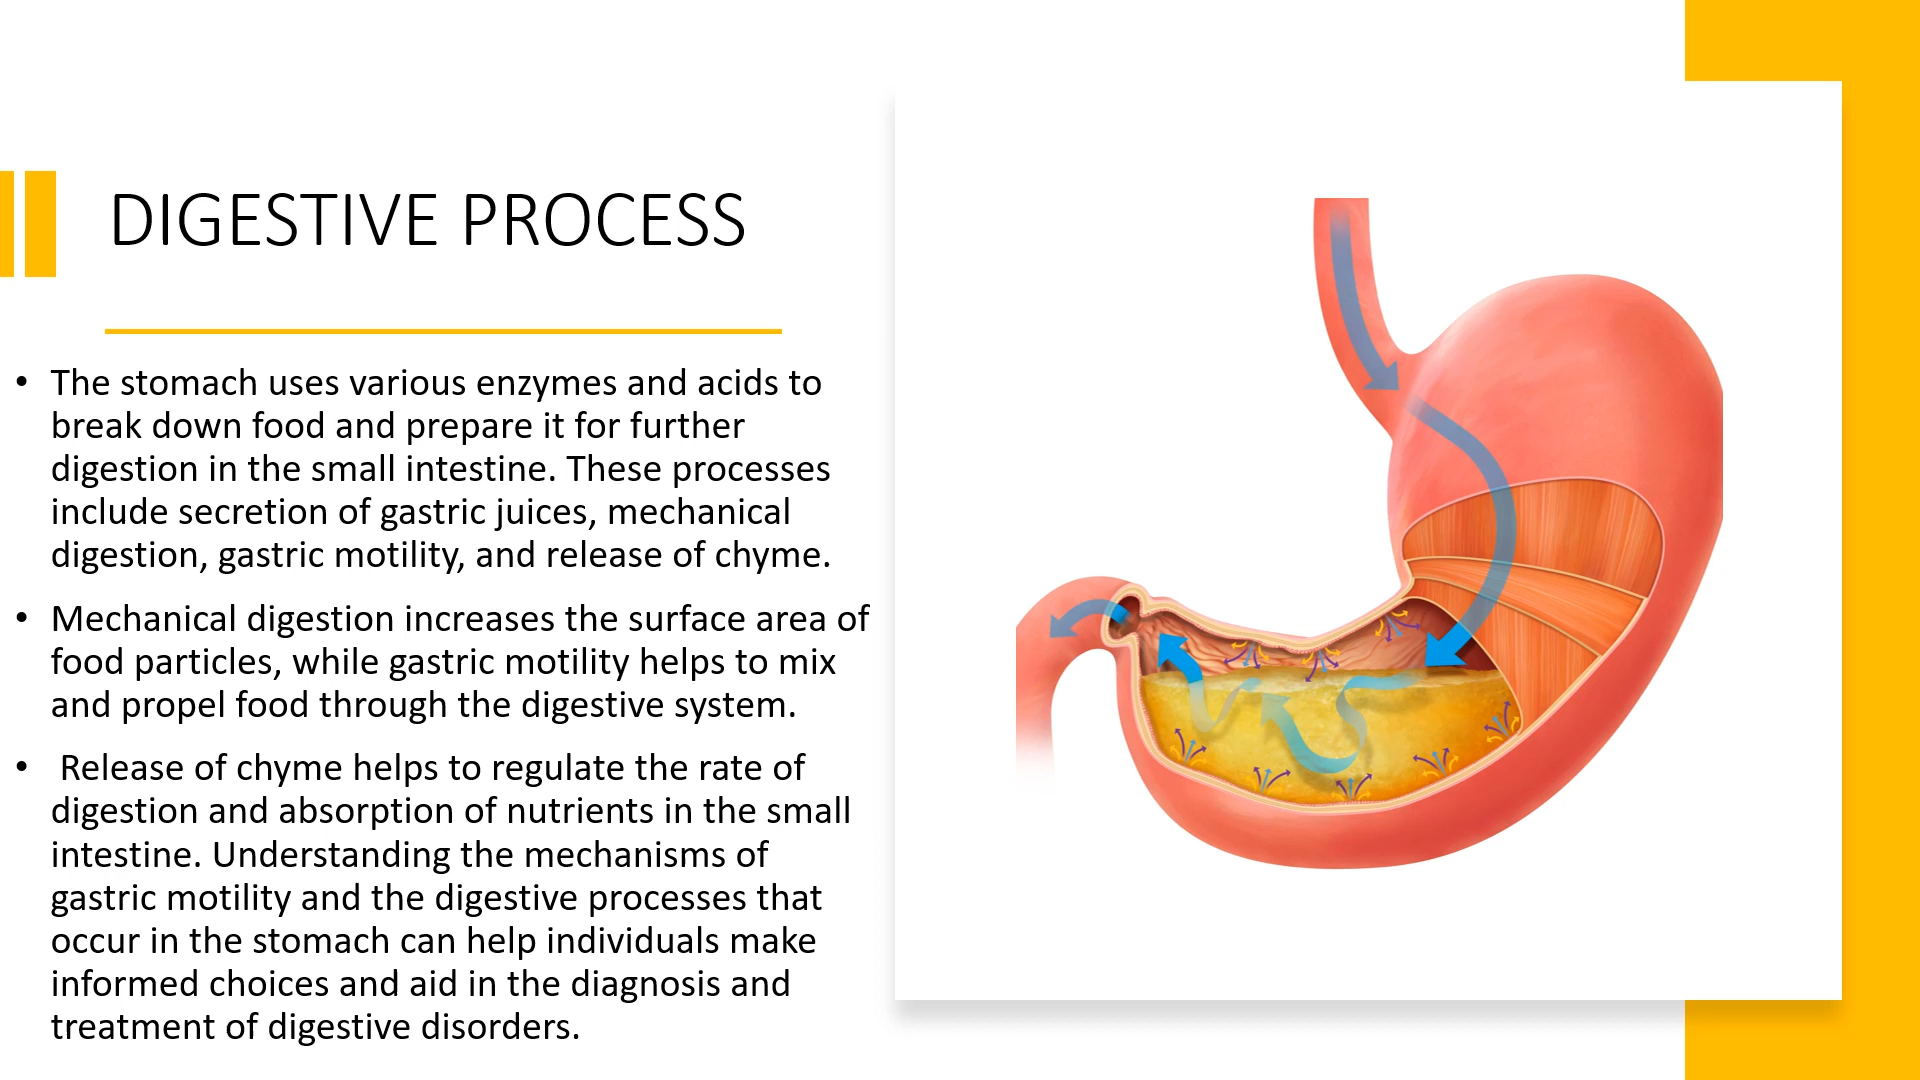 DIGESTIVE PROCESS
• The stomach uses various enzymes and acids to
break down food and prepare it for further
digestion in the small intestine. These processes
include secretion of gastric juices, mechanical
digestion, gastric motility, and release of chyme.
• Mechanical digestion increases the surface area of
food particles, while gastric motility helps to mix
and propel food through the digestive system.
• Release of chyme helps to regulate the rate of
digestion and absorption of nutrients in the small
intestine. Understanding the mechanisms of
gastric motility and the digestive processes that
occur in the stomach can help individuals make
informed choices and aid in the diagnosis and
treatment of digestive disorders.